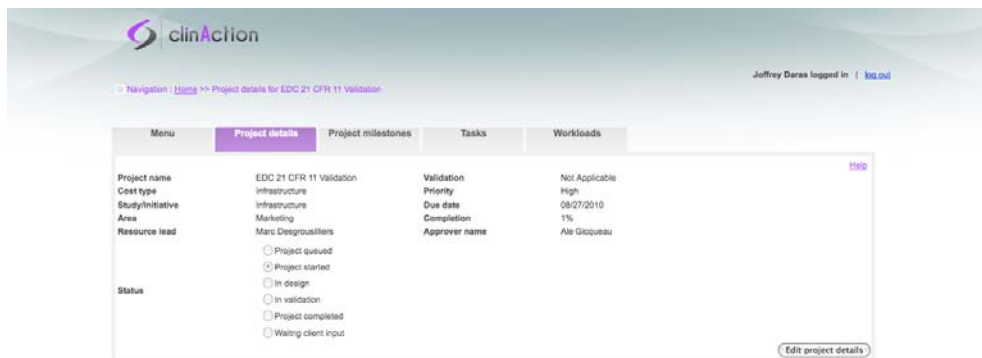 clinAction
Joffrey Daras logged in | log out
Navigation : Home >> Project details for EDC 21 CFR 11 Validation
Menu Project details Project milestones Tasks Workloads
Help
Project name EDC 21 CFR 11 Validation Validation Not Applicable
Cost type Infrastructure Priority High
Study/Initiative Infrastructure Due date 08/27/2010
Area Marketing Completion 1%
Resource lead Marc Desgrousilliers Approver name Ale Gicqueau
Project queued
Project started
In design
Status
In validation
Project completed
Waitng client input
Edit project details